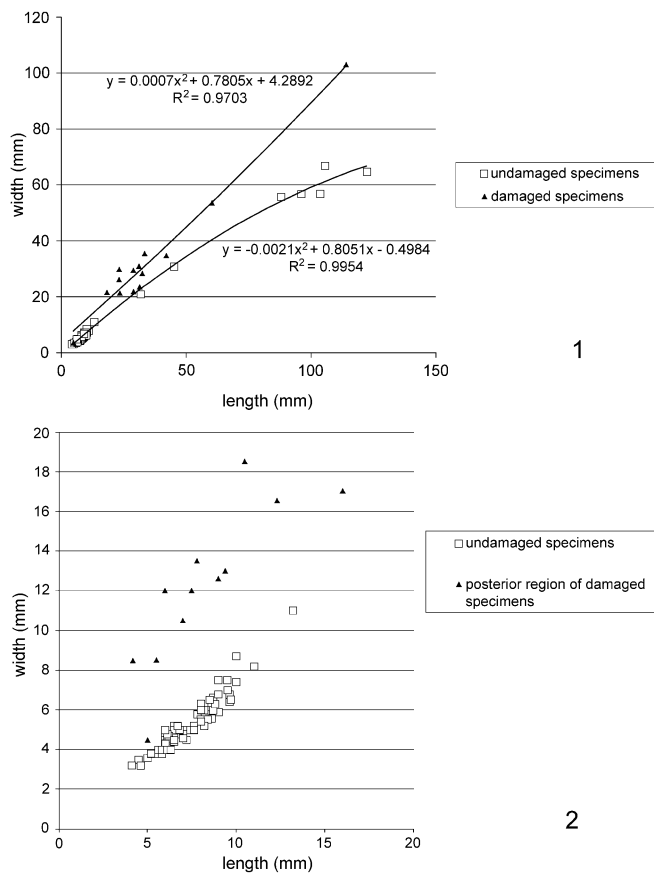 120
100
80
60
40
20
0
0
50
100
150
width (mm)
length (mm)
y = 0.0007x² + 0.7805x + 4.2892
R² = 0.9703
y = -0.0021x² + 0.8051x - 0.4984
R² = 0.9954
undamaged specimens
damaged specimens
1
20
18
16
14
12
10
8
6
4
2
0
0
5
10
15
20
width (mm)
length (mm)
undamaged specimens
posterior region of damaged
specimens
2